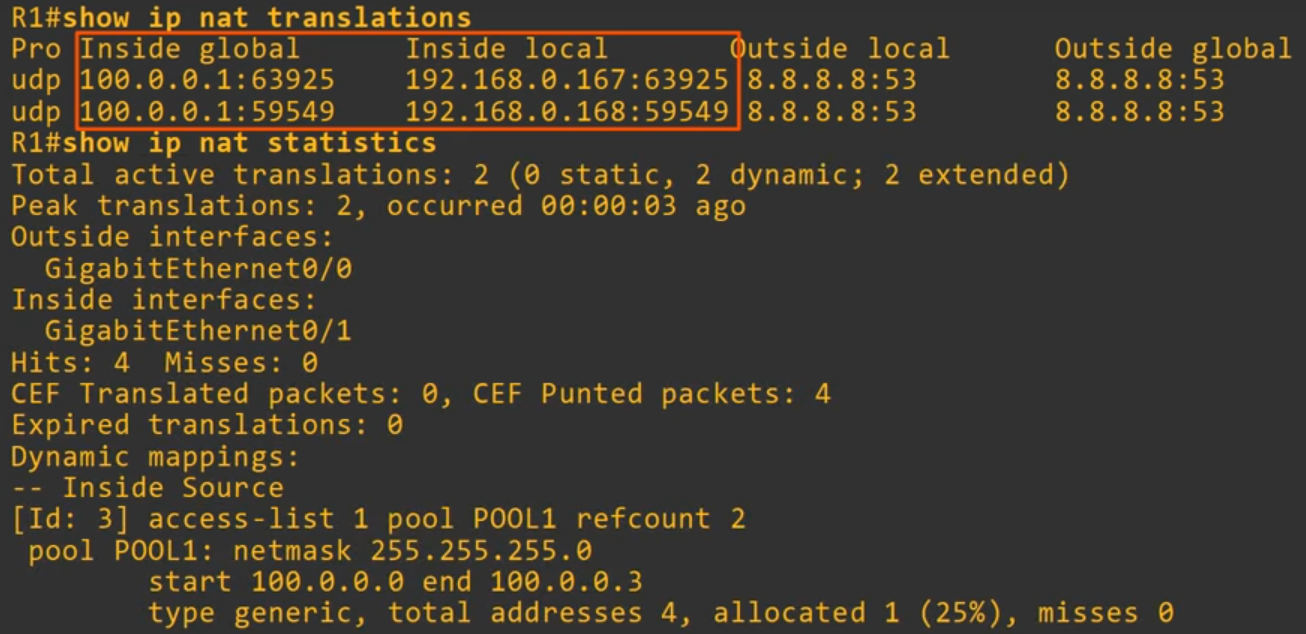 R1#show ip nat translations
Pro Inside global      Inside local       Outside local      Outside global
udp 100.0.0.1:63925    192.168.0.167:63925 8.8.8.8:53        8.8.8.8:53
udp 100.0.0.1:59549    192.168.0.168:59549 8.8.8.8:53        8.8.8.8:53
R1#show ip nat statistics
Total active translations: 2 (0 static, 2 dynamic; 2 extended)
Peak translations: 2, occurred 00:00:03 ago
Outside interfaces:
  GigabitEthernet0/0
Inside interfaces:
  GigabitEthernet0/1
Hits: 4  Misses: 0
CEF Translated packets: 0, CEF Punted packets: 4
Expired translations: 0
Dynamic mappings:
-- Inside Source
[Id: 3] access-list 1 pool POOL1 refcount 2
 pool POOL1: netmask 255.255.255.0
        start 100.0.0.0 end 100.0.0.3
        type generic, total addresses 4, allocated 1 (25%), misses 0